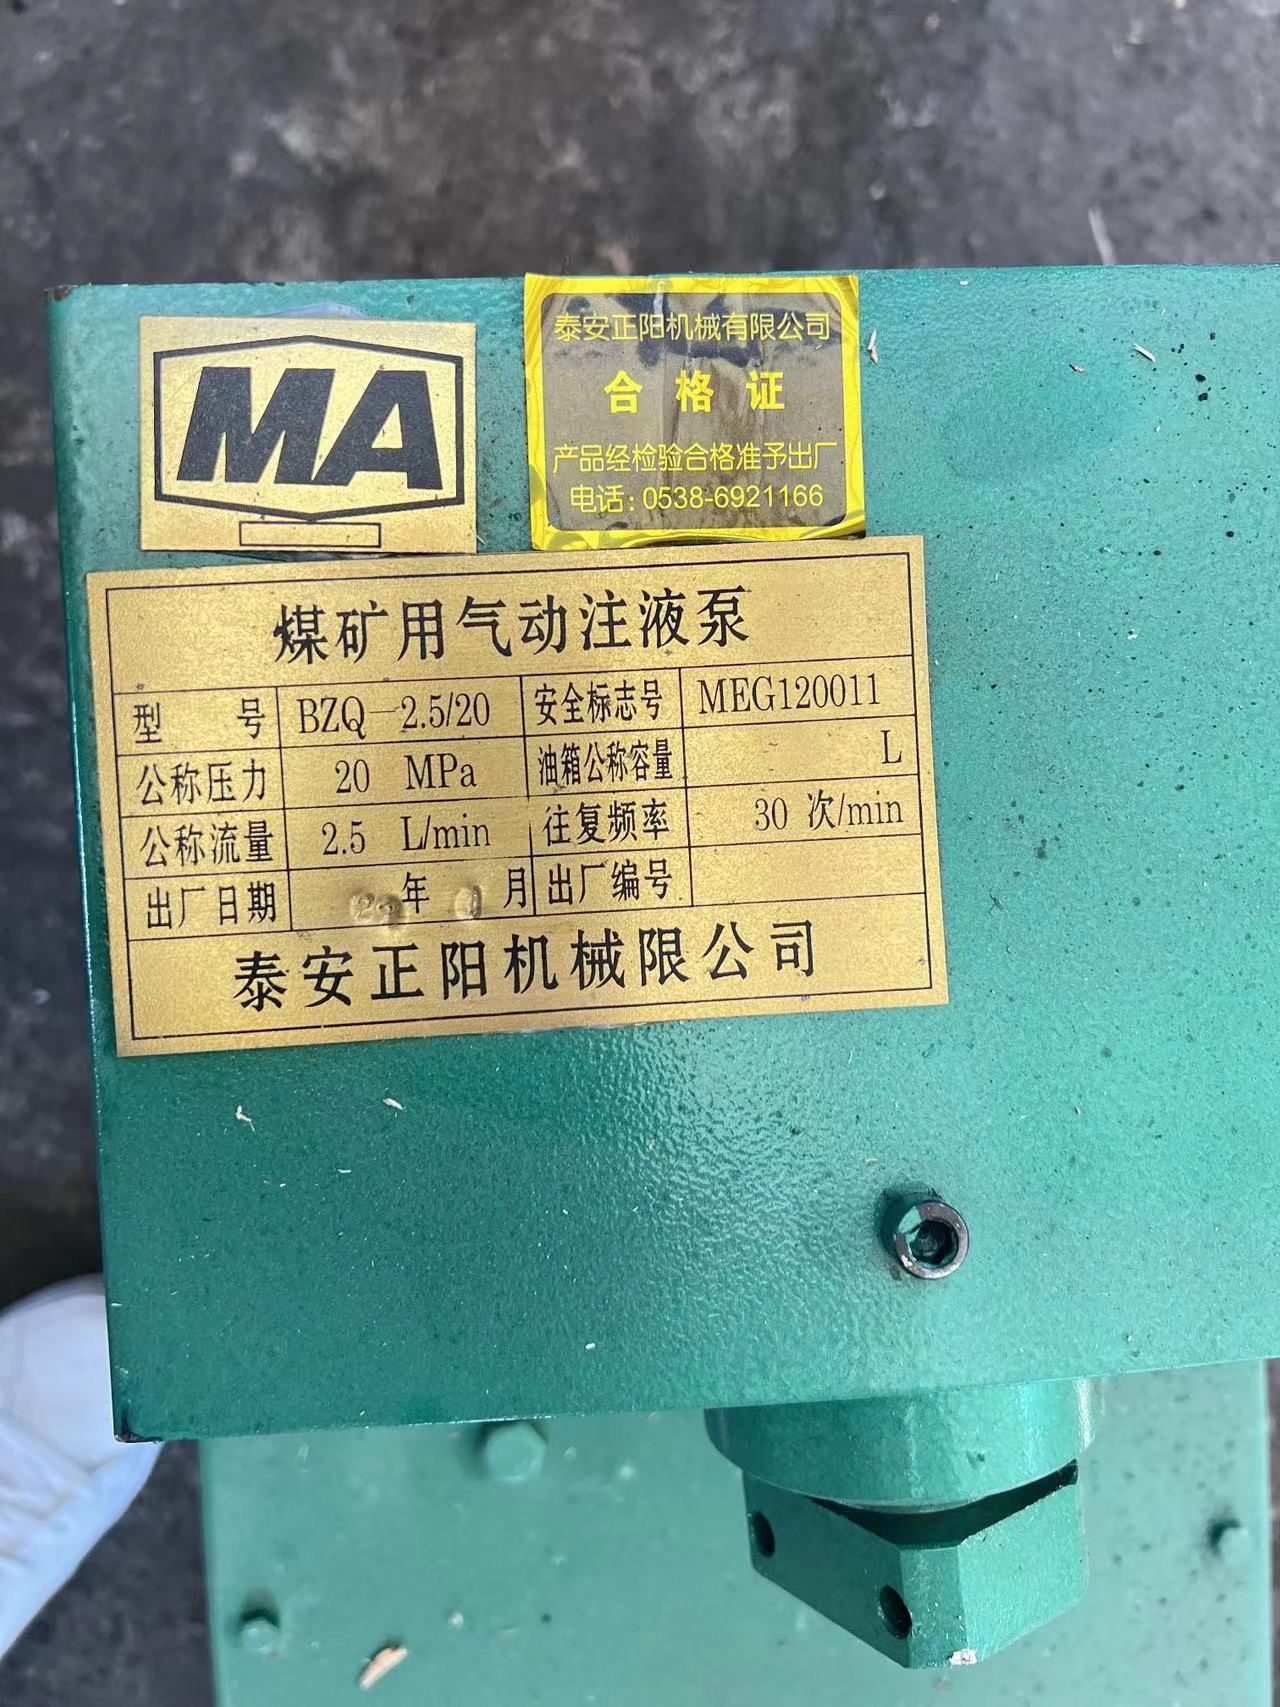 MA
泰安正阳机械有限公司
合格证
产品经检验合格准予出厂
电话:0538-6921166
煤矿用气动注液泵
型 号 BZQ-2.5/20 安全标志号 MEG120011
公称压力 20 MPa 油箱公称容量 L
公称流量 2.5 L/min 往复频率 30 次/min
出厂日期 年 月 出厂编号
泰安正阳机械限公司